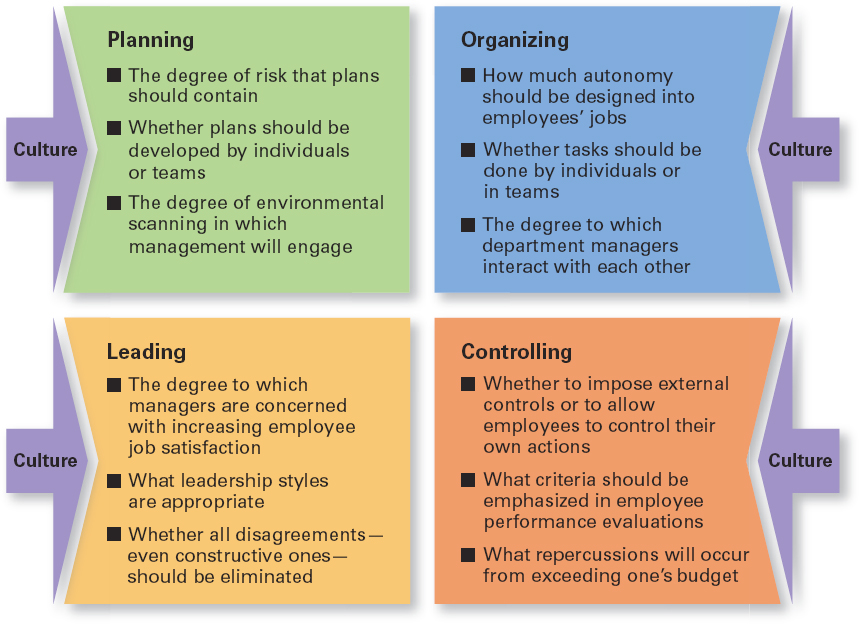 Planning
■ The degree of risk that plans
should contain
■ Whether plans should be
developed by individuals
or teams
■ The degree of environmental
scanning in which
management will engage
Culture
Organizing
■ How much autonomy
should be designed into
employees’ jobs
■ Whether tasks should be
done by individuals or
in teams
■ The degree to which
department managers
interact with each other
Culture
Leading
■ The degree to which
managers are concerned
with increasing employee
job satisfaction
■ What leadership styles
are appropriate
■ Whether all disagreements—
even constructive ones—
should be eliminated
Culture
Controlling
■ Whether to impose external
controls or to allow
employees to control their
own actions
■ What criteria should be
emphasized in employee
performance evaluations
■ What repercussions will occur
from exceeding one’s budget
Culture